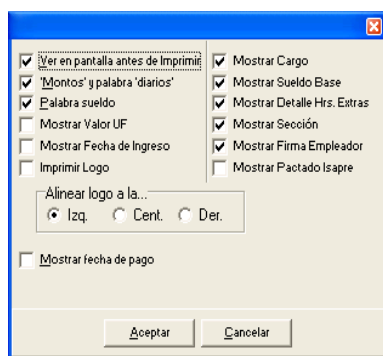 Ver en pantalla antes de Imprimir
'Montos' y palabra 'diarios'
Palabra sueldo
Mostrar Valor UF
Mostrar Fecha de Ingreso
Imprimir Logo
Mostrar Cargo
Mostrar Sueldo Base
Mostrar Detalle Hrs. Extras
Mostrar Sección
Mostrar Firma Empleador
Mostrar Pactado Isapre
Alinear logo a la...
Izq. Cent. Der.
Mostrar fecha de pago
Aceptar Cancelar